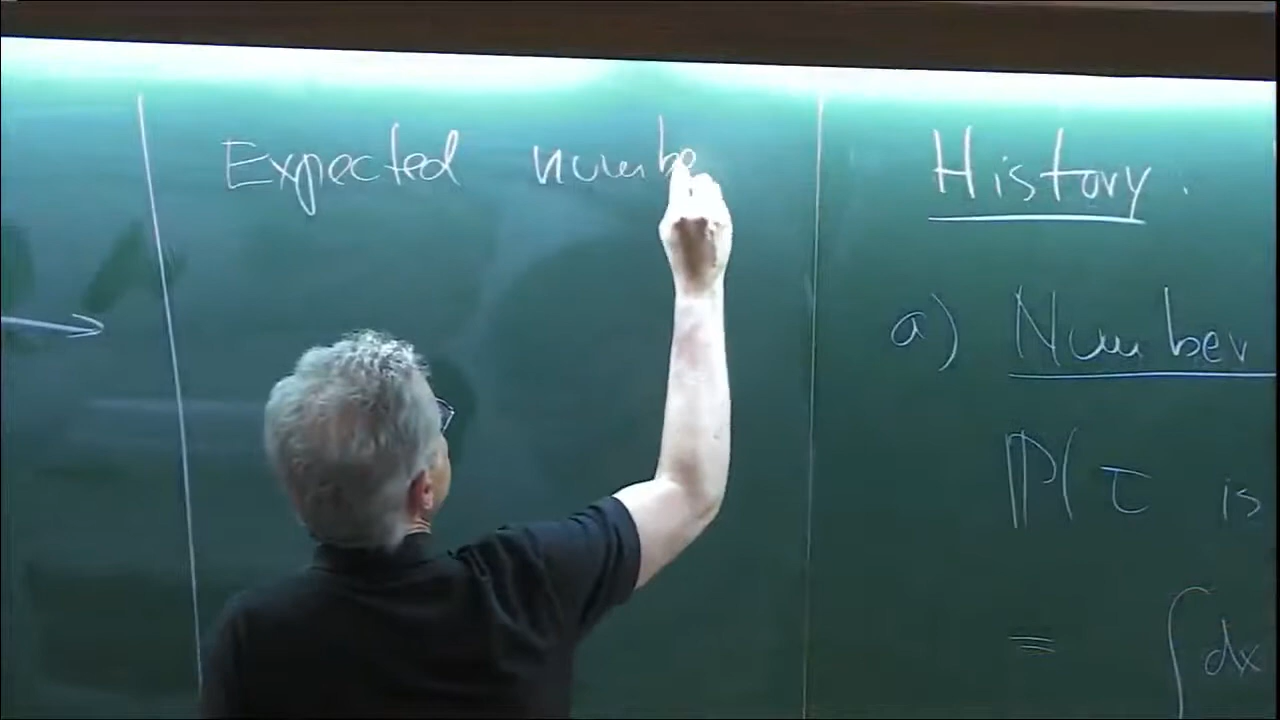 Expected numbe
History.
a) Number
ℙ(τ is
= ∫ dx